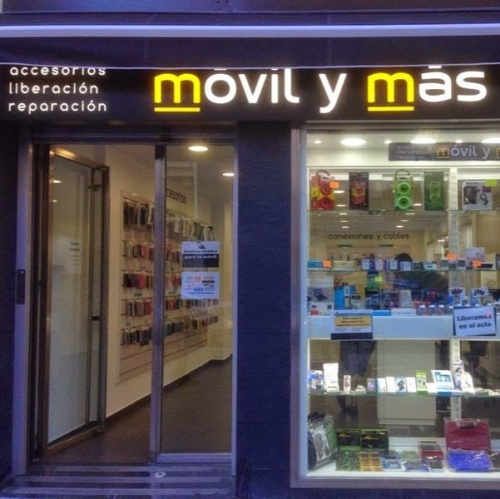 accesorios
liberación
reparación
móvil y más
móvil y m
conexiones y cables
Liberamos
en el acto